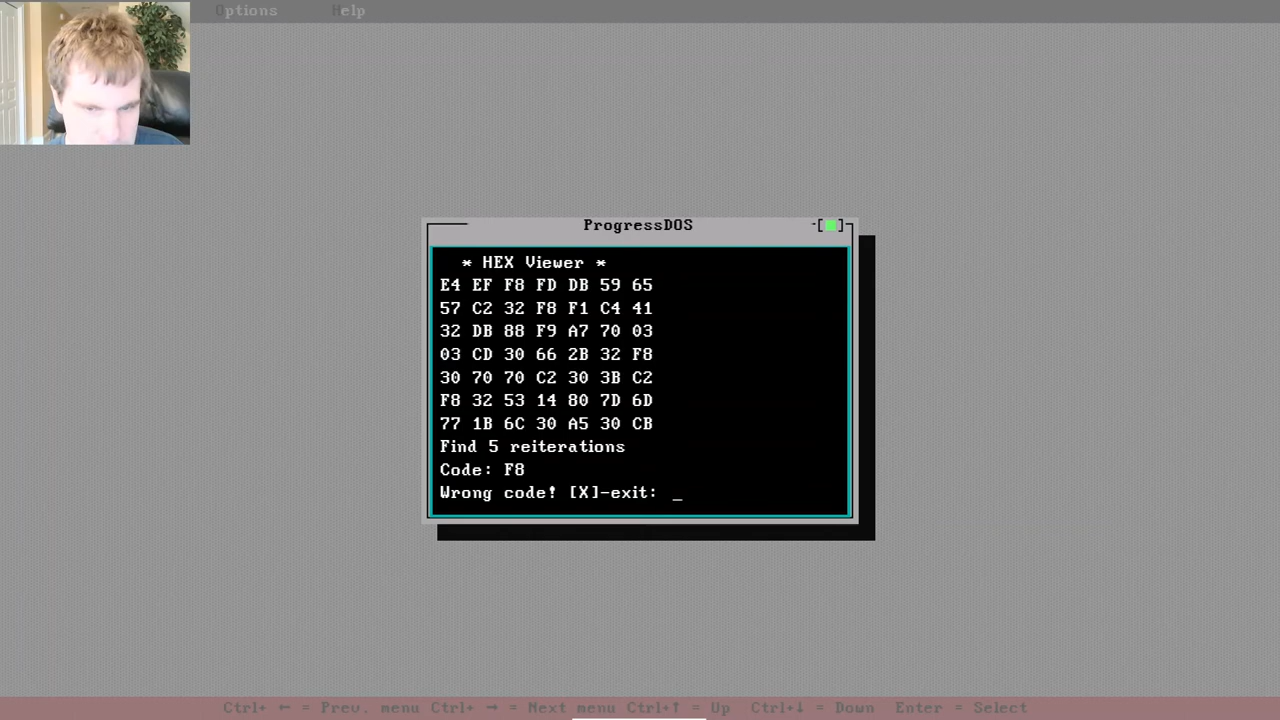 Options Help
ProgressDOS
[■]
* HEX Viewer *
E4 EF F8 FD DB 59 65
57 C2 32 F8 F1 C4 41
32 DB 88 F9 A7 70 03
03 CD 30 66 2B 32 F8
30 70 70 C2 30 3B C2
F8 32 53 14 80 7D 6D
77 1B 6C 30 A5 30 CB
Find 5 reiterations
Code: F8
Wrong code! [X]-exit: _
Ctrl+ ← = Prev. menu Ctrl+ → = Next menu Ctrl+↑ = Up Ctrl+↓ = Down Enter = Select